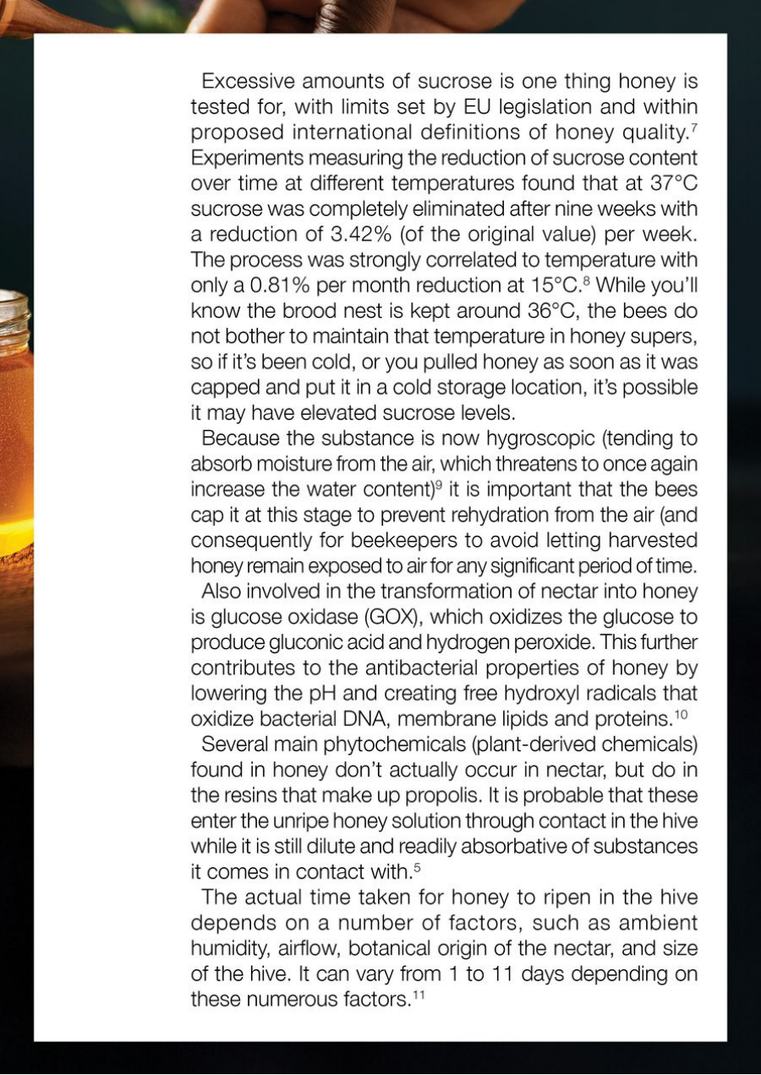 Excessive amounts of sucrose is one thing honey is
tested for, with limits set by EU legislation and within
proposed international definitions of honey quality.⁷
Experiments measuring the reduction of sucrose content
over time at different temperatures found that at 37°C
sucrose was completely eliminated after nine weeks with
a reduction of 3.42% (of the original value) per week.
The process was strongly correlated to temperature with
only a 0.81% per month reduction at 15°C.⁸ While you’ll
know the brood nest is kept around 36°C, the bees do
not bother to maintain that temperature in honey supers,
so if it’s been cold, or you pulled honey as soon as it was
capped and put it in a cold storage location, it’s possible
it may have elevated sucrose levels.
Because the substance is now hygroscopic (tending to
absorb moisture from the air, which threatens to once again
increase the water content)⁹ it is important that the bees
cap it at this stage to prevent rehydration from the air (and
consequently for beekeepers to avoid letting harvested
honey remain exposed to air for any significant period of time.
Also involved in the transformation of nectar into honey
is glucose oxidase (GOX), which oxidizes the glucose to
produce gluconic acid and hydrogen peroxide. This further
contributes to the antibacterial properties of honey by
lowering the pH and creating free hydroxyl radicals that
oxidize bacterial DNA, membrane lipids and proteins.¹⁰
Several main phytochemicals (plant-derived chemicals)
found in honey don’t actually occur in nectar, but do in
the resins that make up propolis. It is probable that these
enter the unripe honey solution through contact in the hive
while it is still dilute and readily absorbative of substances
it comes in contact with.⁵
The actual time taken for honey to ripen in the hive
depends on a number of factors, such as ambient
humidity, airflow, botanical origin of the nectar, and size
of the hive. It can vary from 1 to 11 days depending on
these numerous factors.¹¹